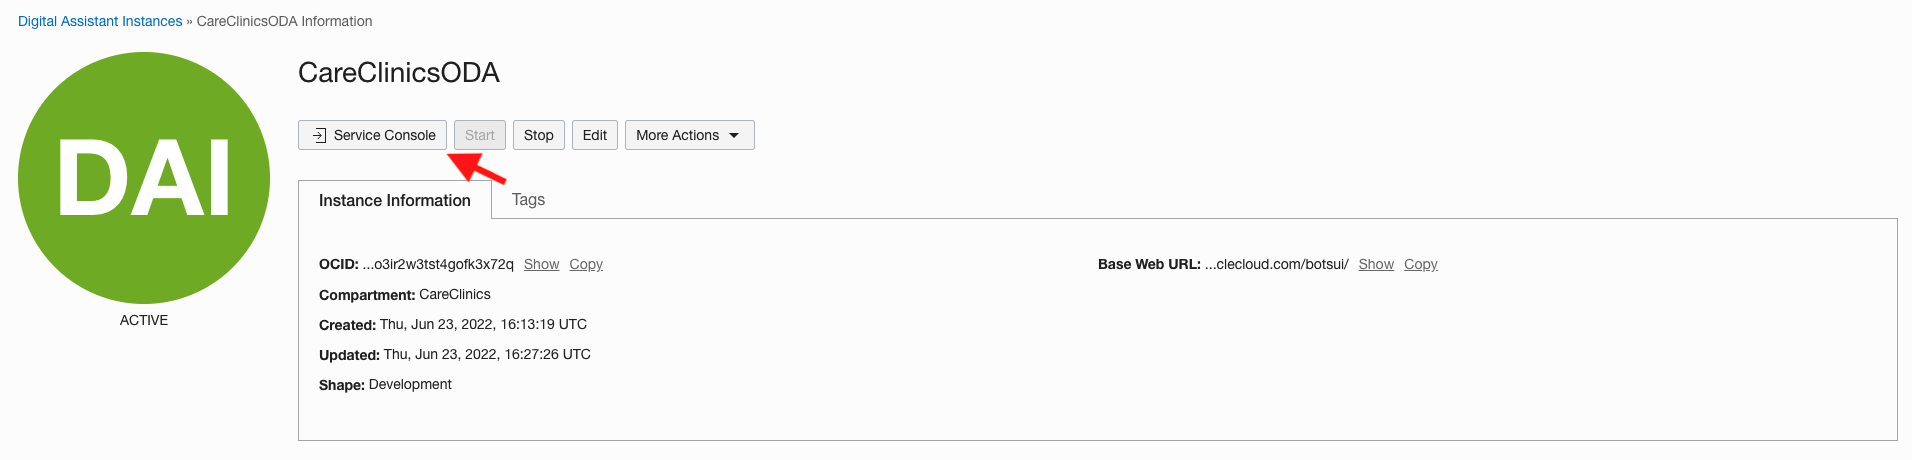 Digital Assistant Instances » CareClinicsODA Information
DAI
ACTIVE
CareClinicsODA
Service Console Start Stop Edit More Actions
Instance Information Tags
OCID: ...o3ir2w3tst4gofk3x72q Show Copy
Compartment: CareClinics
Created: Thu, Jun 23, 2022, 16:13:19 UTC
Updated: Thu, Jun 23, 2022, 16:27:26 UTC
Shape: Development
Base Web URL: ...clecloud.com/botsui/ Show Copy